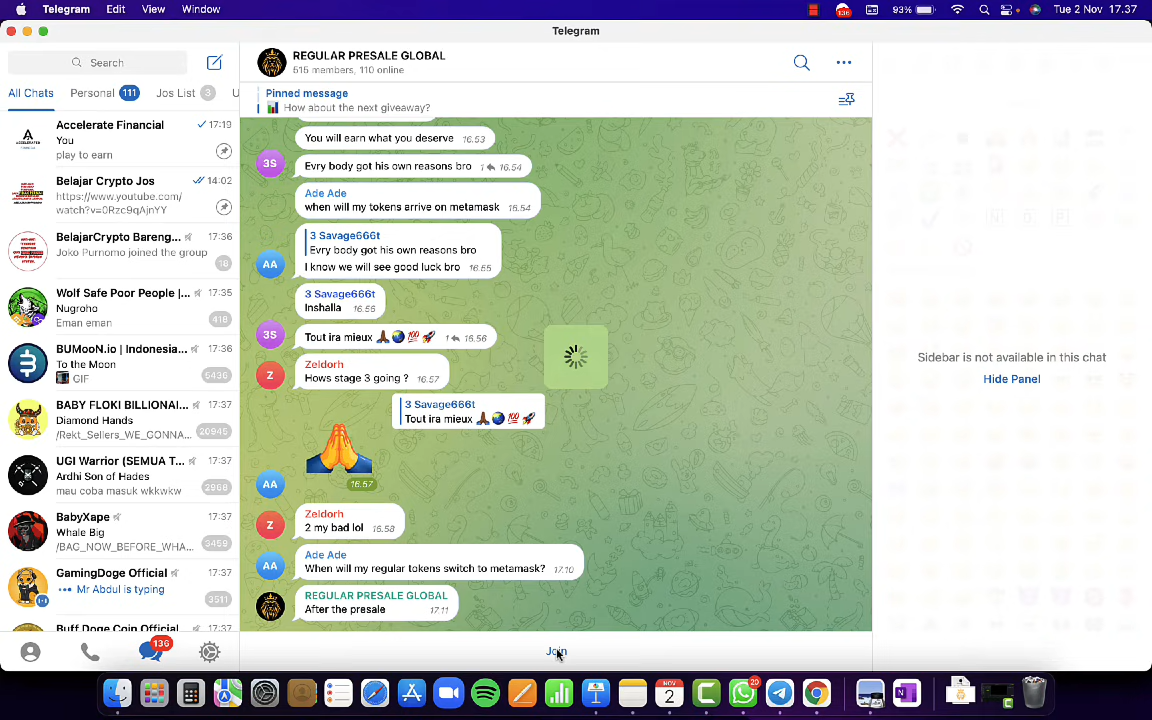 Telegram Edit View Window 136 93% Tue 2 Nov 17.37
Telegram
Search
All Chats Personal 111 Jos List 3 U
Accelerate Financial 17:19
You
play to earn
Belajar Crypto Jos 14:02
https://www.youtube.com/
watch?v=0Rzc9qAjnYY
BelajarCrypto Bareng... 17:36
Joko Purnomo joined the group
18
Wolf Safe Poor People |... 17:35
Nugroho
Eman eman 418
BUMooN.io | Indonesia... 17:36
To the Moon
GIF 5436
BABY FLOKI BILLIONAI... 17:37
Diamond Hands
/Rekt_Sellers_WE_GONNA... 20945
UGI Warrior (SEMUA T... 17:37
Ardhi Son of Hades
mau coba masuk wkkwkw 2968
BabyXape 17:37
Whale Big
/BAG_NOW_BEFORE_WHA... 3459
GamingDoge Official 17:37
Mr Abdul is typing
3511
Buff Doge Coin Official 17:37
136
REGULAR PRESALE GLOBAL
515 members, 110 online
Pinned message
How about the next giveaway?
You will earn what you deserve 16.53
3S Evry body got his own reasons bro 1 16.54
Ade Ade
when will my tokens arrive on metamask 16.54
3 Savage666t
Evry body got his own reasons bro
AA I know we will see good luck bro 16.55
3 Savage666t
Inshalla 16.56
3S Tout ira mieux 🙏🏾🌍💯🚀 1 16.56
Zeldorh
Z Hows stage 3 going ? 16.57
3 Savage666t
Tout ira mieux 🙏🏾🌍💯🚀
AA 16.57
Zeldorh
Z 2 my bad lol 16.58
Ade Ade
AA When will my regular tokens switch to metamask? 17.10
REGULAR PRESALE GLOBAL
After the presale 17.11
Join
Sidebar is not available in this chat
Hide Panel
NOV
2
20